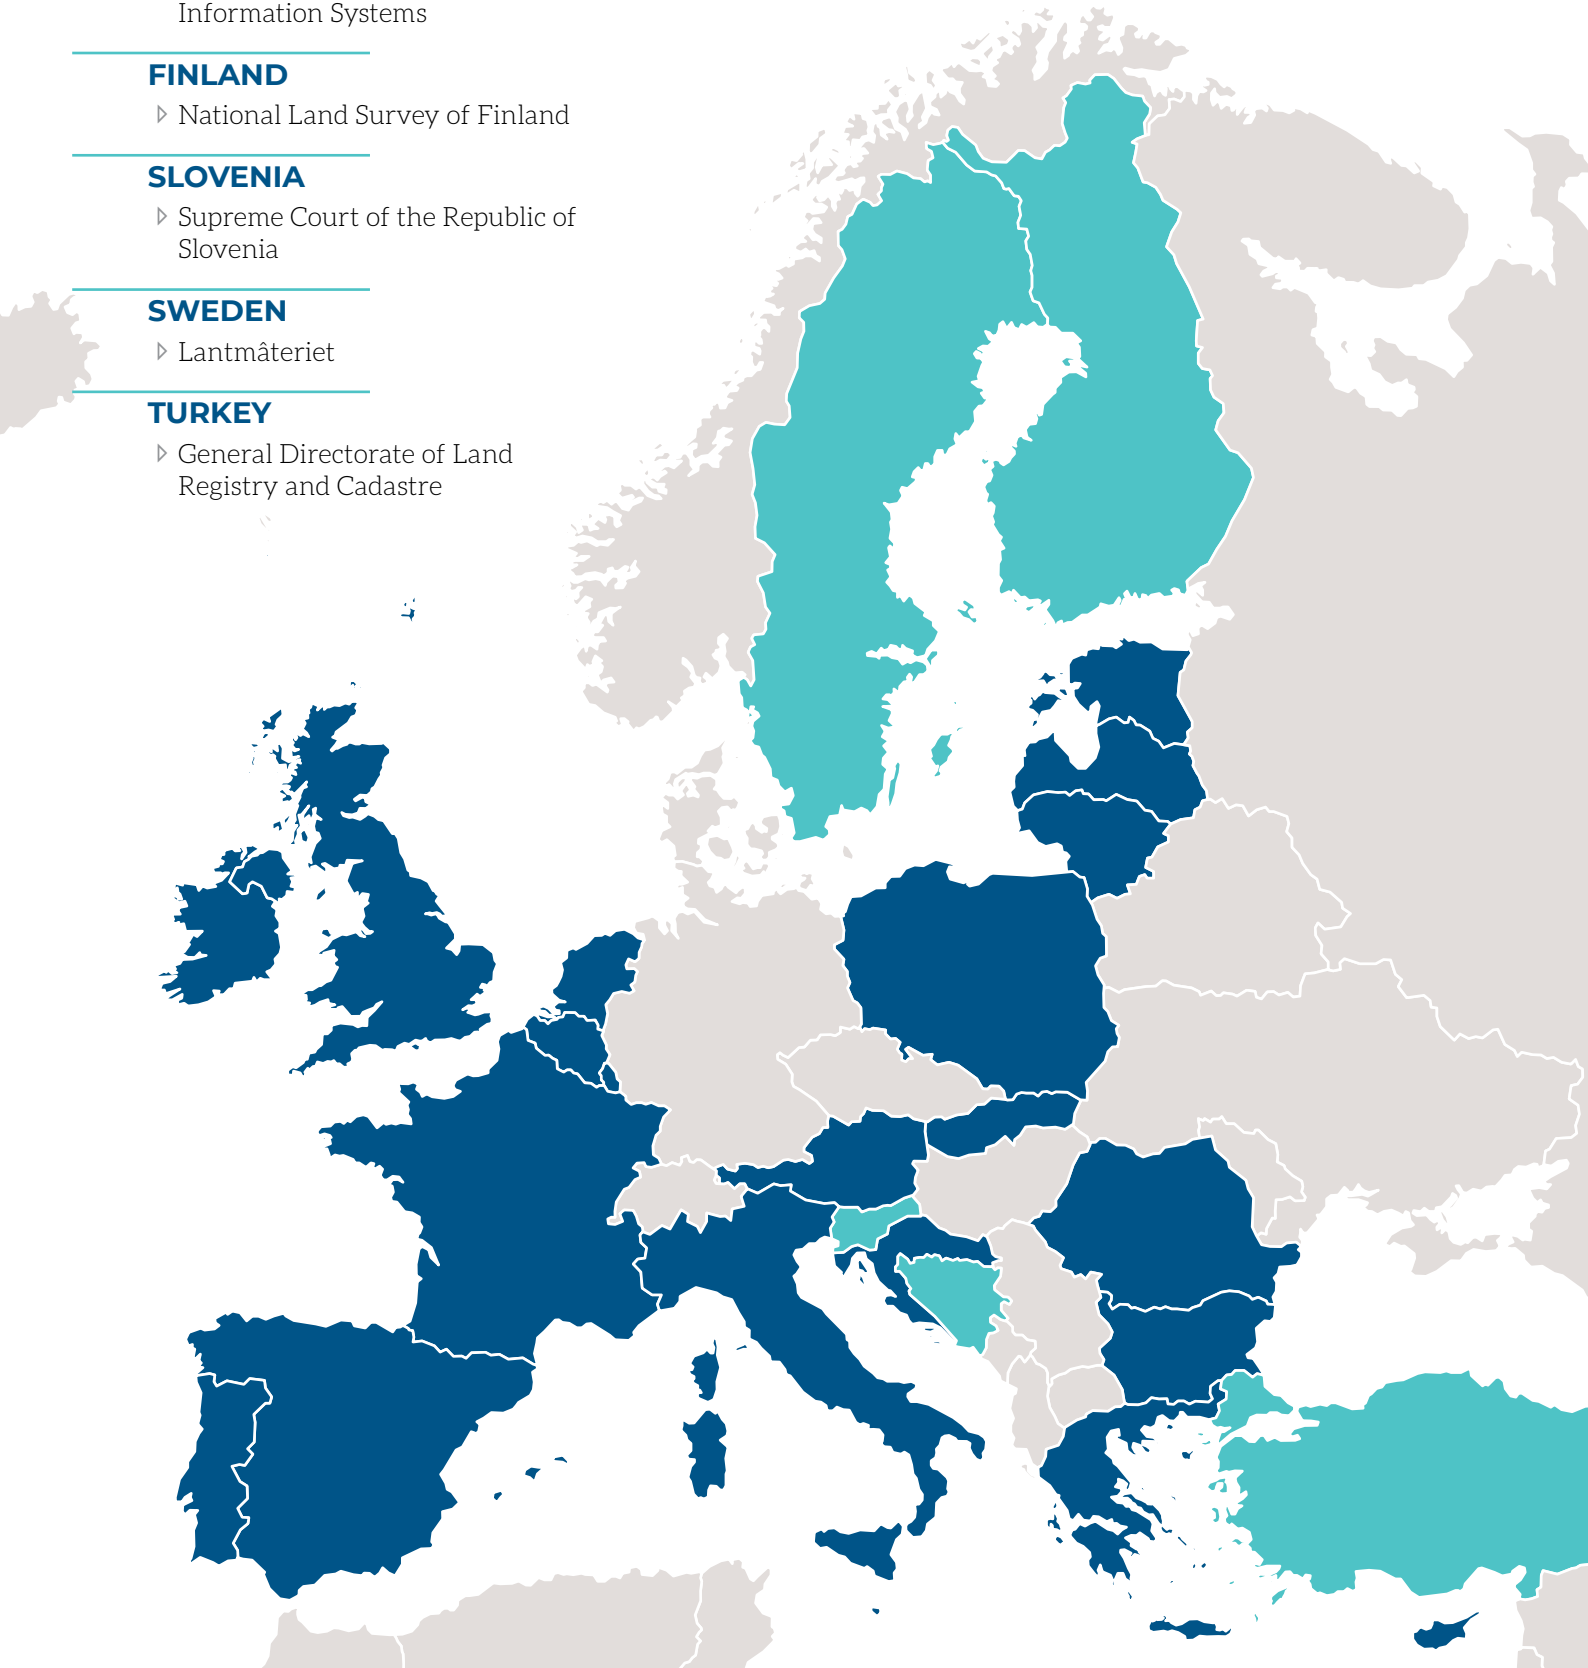 Information Systems
FINLAND
National Land Survey of Finland
SLOVENIA
Supreme Court of the Republic of
Slovenia
SWEDEN
Lantmâteriet
TURKEY
General Directorate of Land
Registry and Cadastre